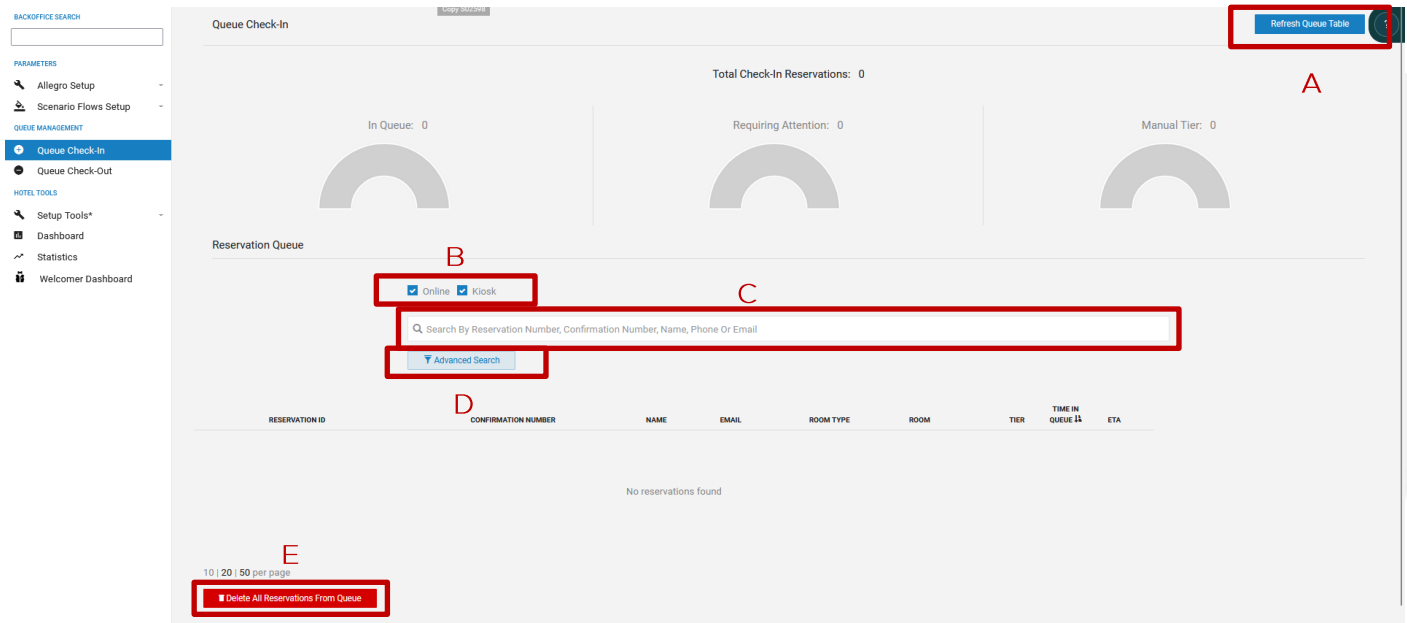 BACKOFFICE SEARCH
PARAMETERS
Allegro Setup
Scenario Flows Setup
QUEUE MANAGEMENT
Queue Check-In
Queue Check-Out
HOTEL TOOLS
Setup Tools*
Dashboard
Statistics
Welcomer Dashboard
Copy S02598
Queue Check-In
Refresh Queue Table
?
A
Total Check-In Reservations: 0
In Queue: 0
Requiring Attention: 0
Manual Tier: 0
Reservation Queue
B
Online Kiosk
C
Search By Reservation Number, Confirmation Number, Name, Phone Or Email
Advanced Search
D
RESERVATION ID CONFIRMATION NUMBER NAME EMAIL ROOM TYPE ROOM TIER TIME IN QUEUE ETA
No reservations found
E
10 | 20 | 50 per page
Delete All Reservations From Queue